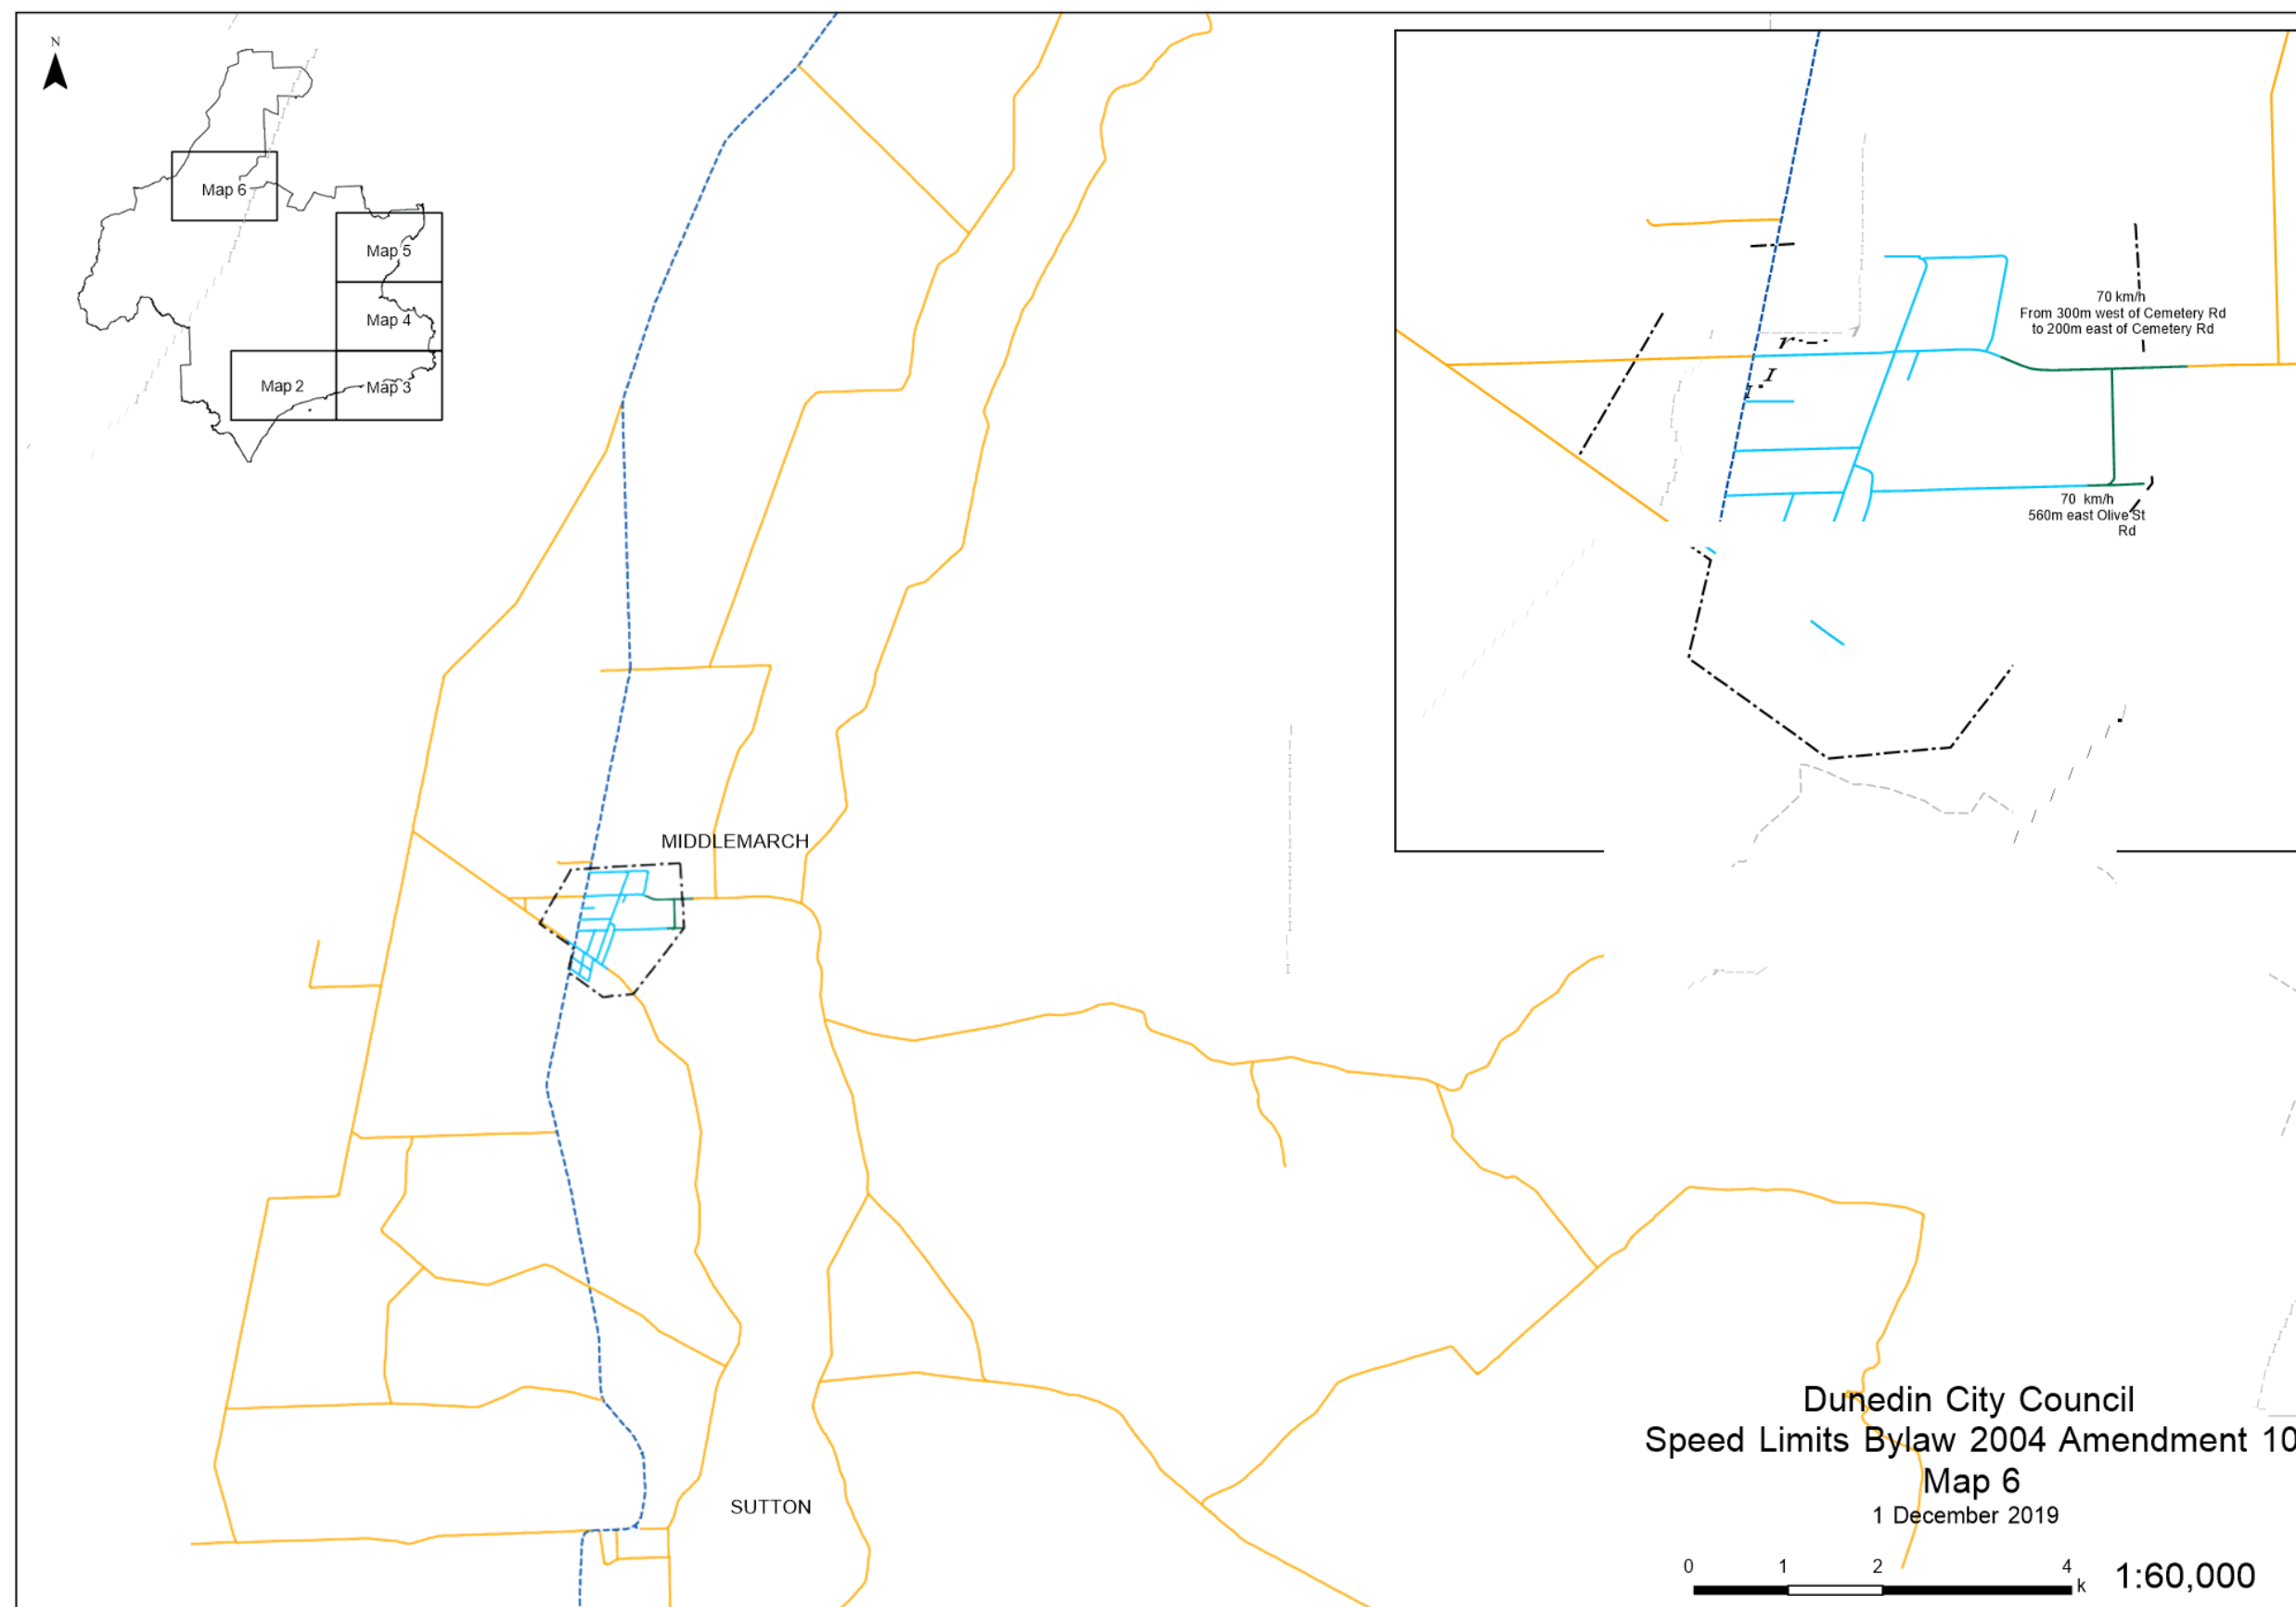 N
Map 6
Map 5
Map 4
Map 2
Map 3
70 km/h
From 300m west of Cemetery Rd
to 200m east of Cemetery Rd
70 km/h
560m east Olive St
Rd
MIDDLEMARCH
SUTTON
Dunedin City Council
Speed Limits Bylaw 2004 Amendment 10
Map 6
1 December 2019
0 1 2 4
k
1:60,000